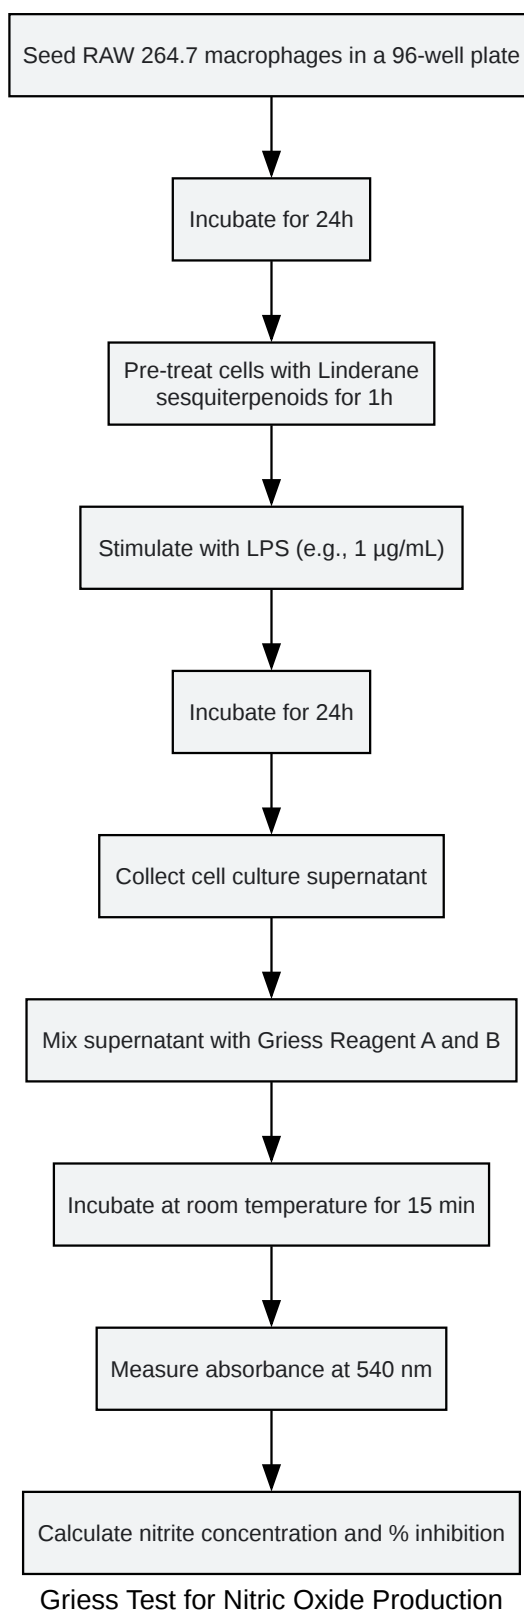 Seed RAW 264.7 macrophages in a 96-well plate
Incubate for 24h
Pre-treat cells with Linderane
sesquiterpenoids for 1h
Stimulate with LPS (e.g., 1 µg/mL)
Incubate for 24h
Collect cell culture supernatant
Mix supernatant with Griess Reagent A and B
Incubate at room temperature for 15 min
Measure absorbance at 540 nm
Calculate nitrite concentration and % inhibition
Griess Test for Nitric Oxide Production